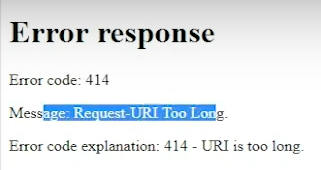 Error response
Error code: 414
Message: Request-URI Too Long.
Error code explanation: 414 - URI is too long.